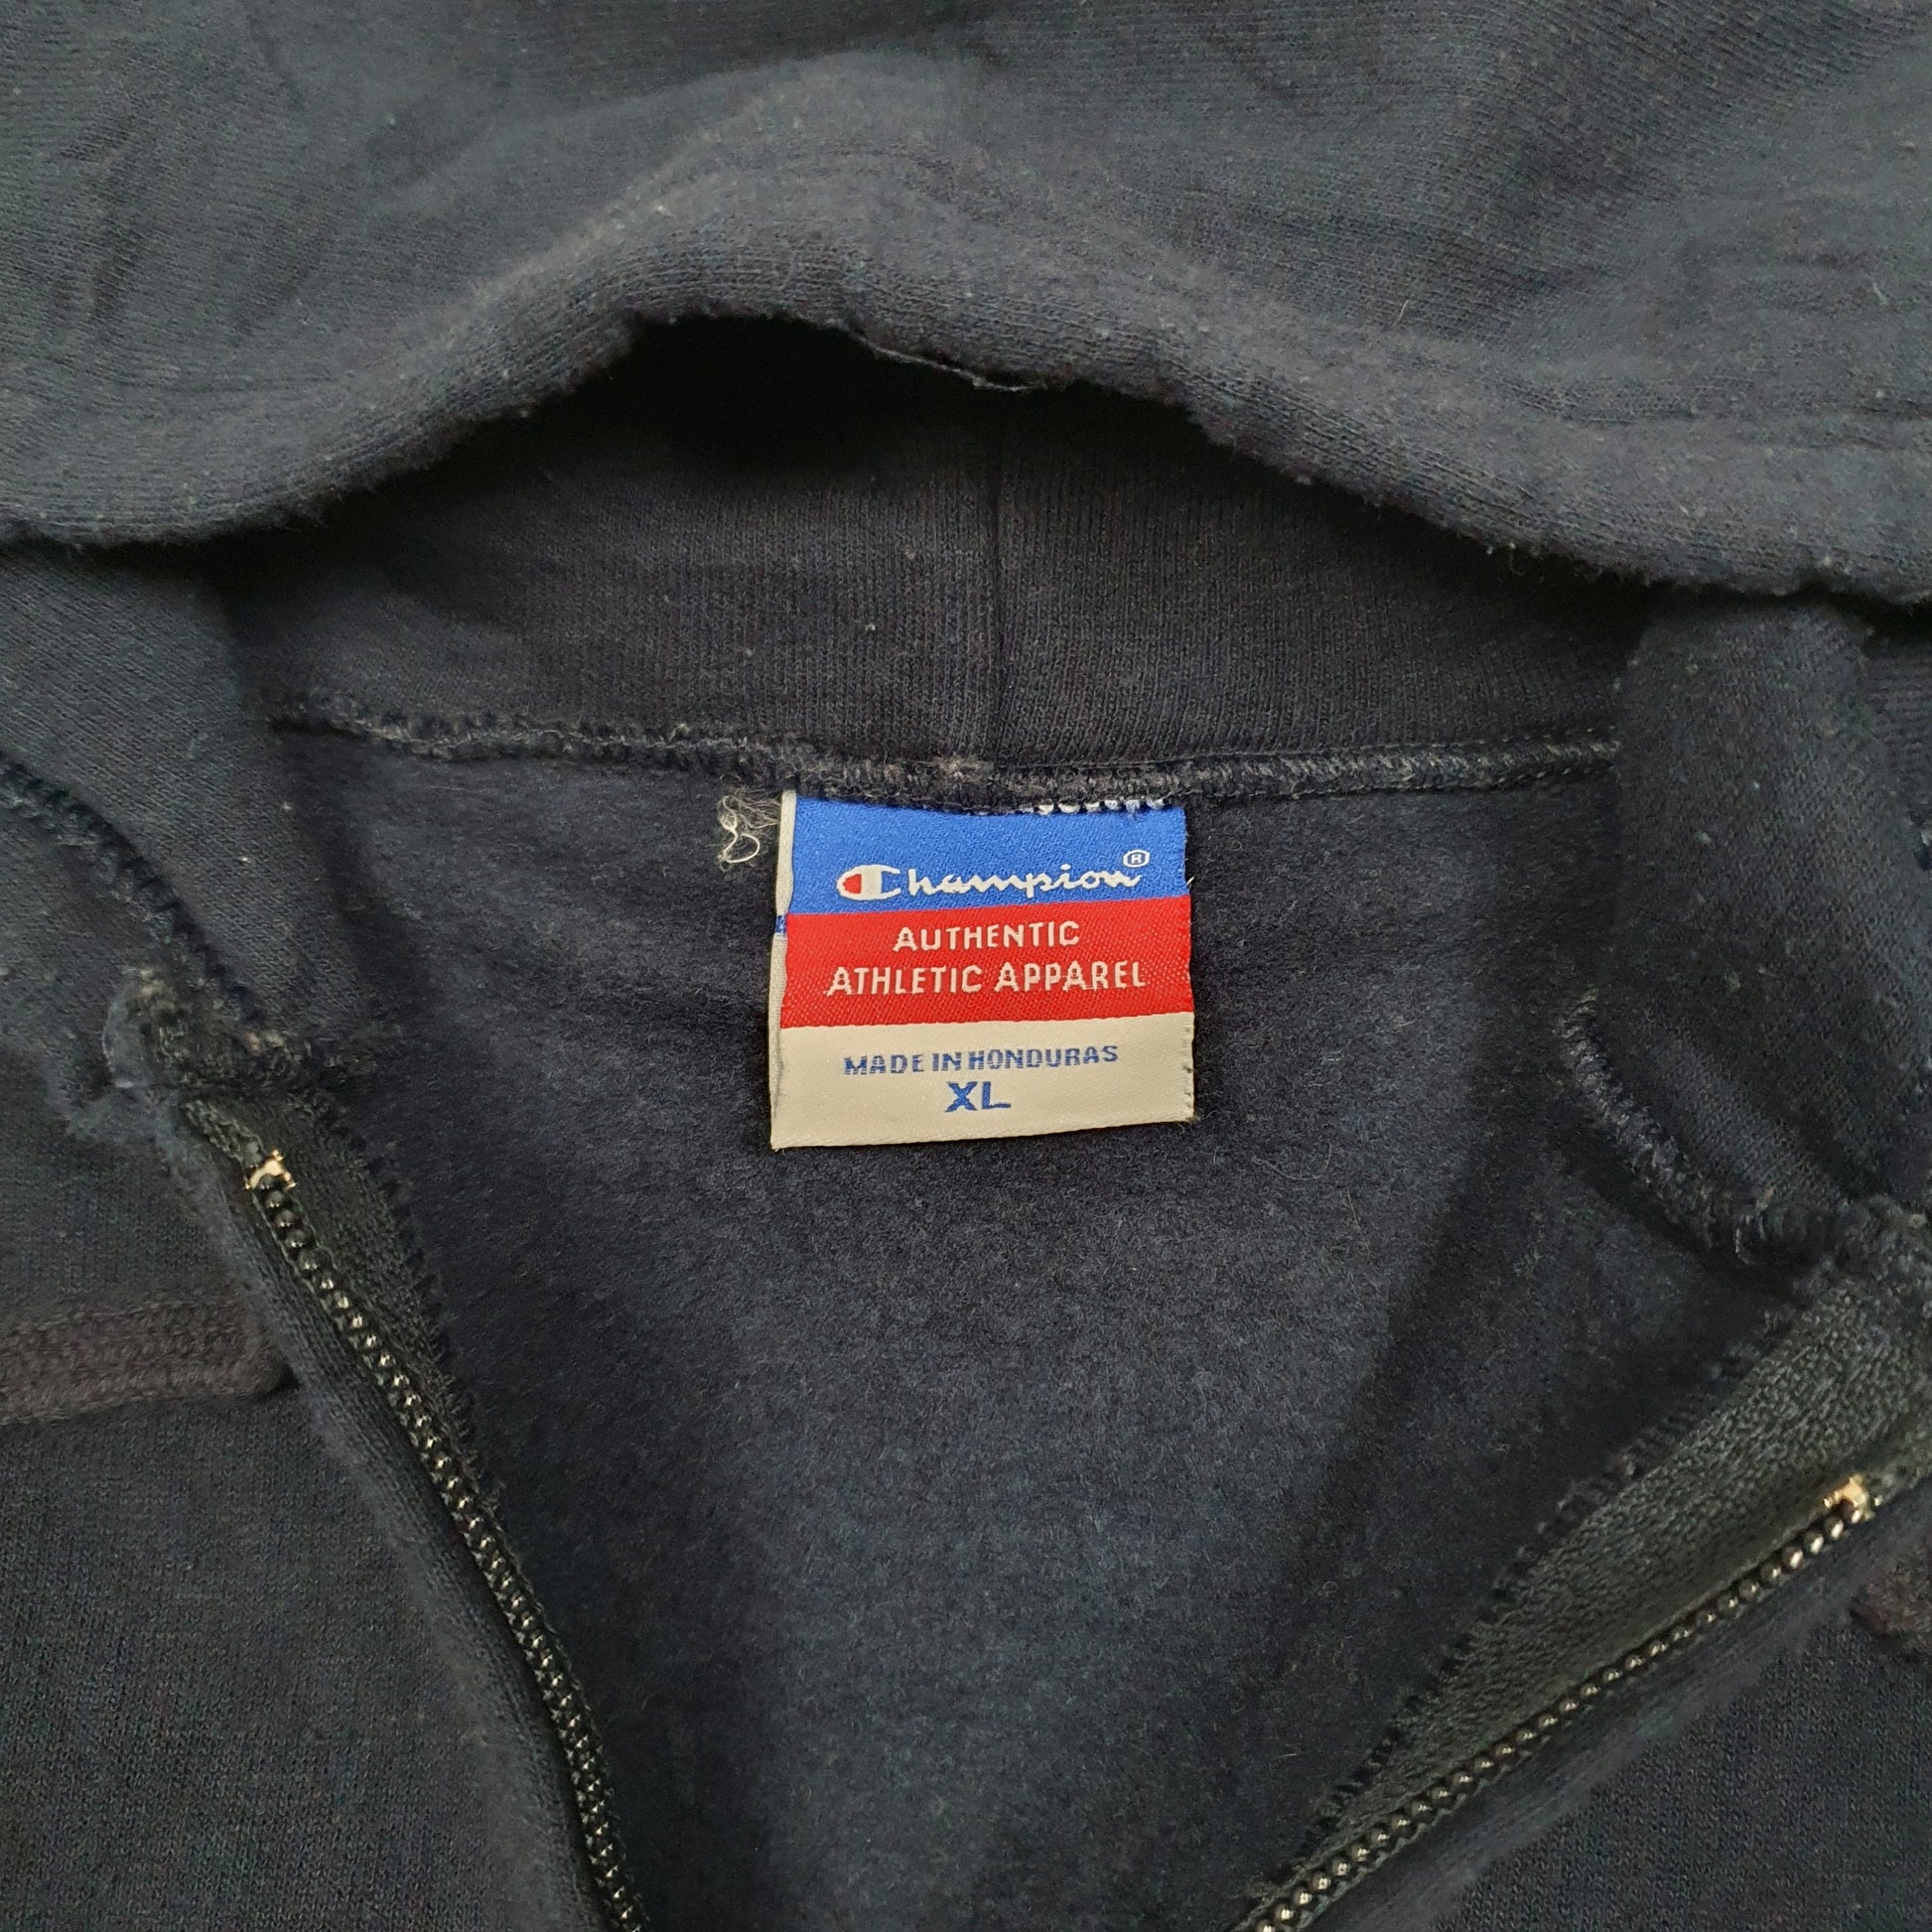 Champion®
AUTHENTIC
ATHLETIC APPAREL
MADE IN HONDURAS
XL